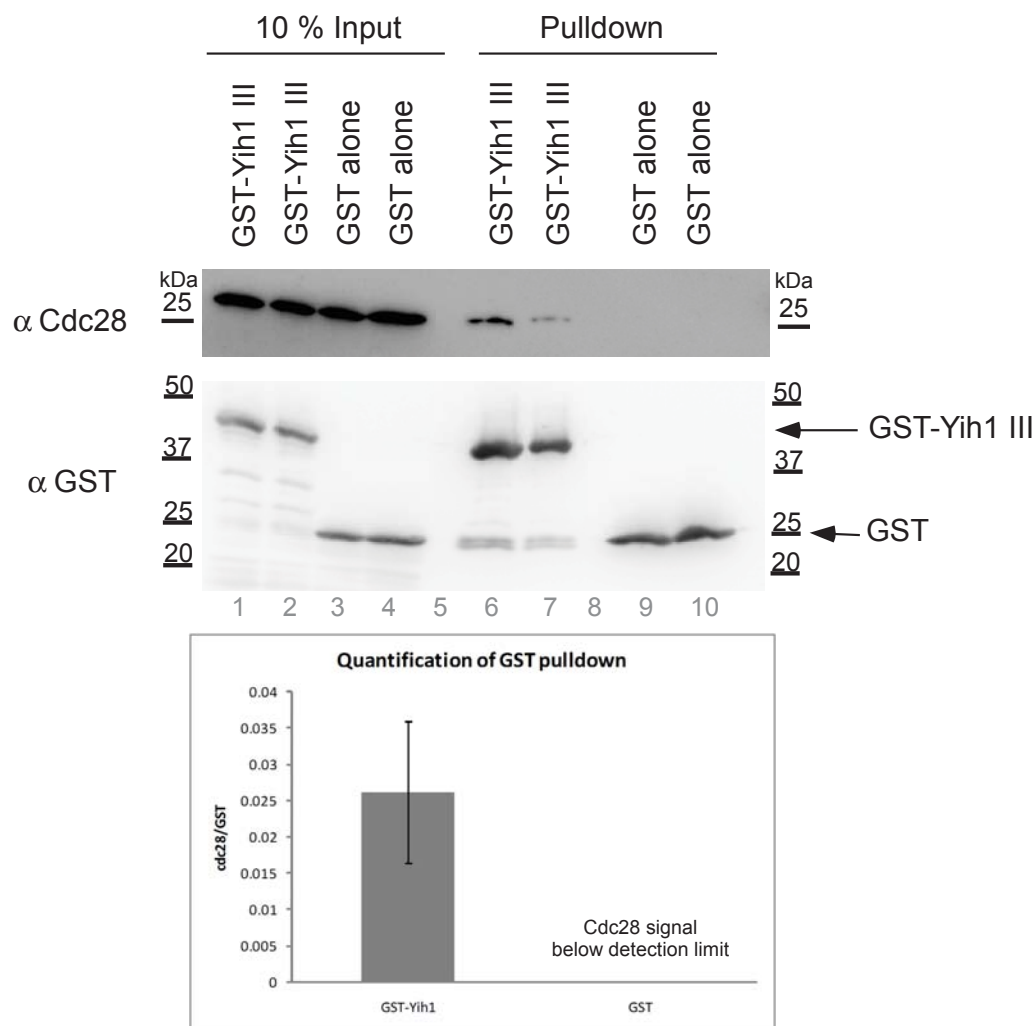 10 % Input
Pulldown
GST-Yih1 III
GST-Yih1 III
GST alone
GST alone
GST-Yih1 III
GST-Yih1 III
GST alone
GST alone
α Cdc28
kDa
25
kDa
25
α GST
50
37
25
20
50
37
25
20
GST-Yih1 III
GST
1 2 3 4 5 6 7 8 9 10
Quantification of GST pulldown
cdc28/GST
0.04
0.035
0.03
0.025
0.02
0.015
0.01
0.005
0
Cdc28 signal
below detection limit
GST-Yih1
GST